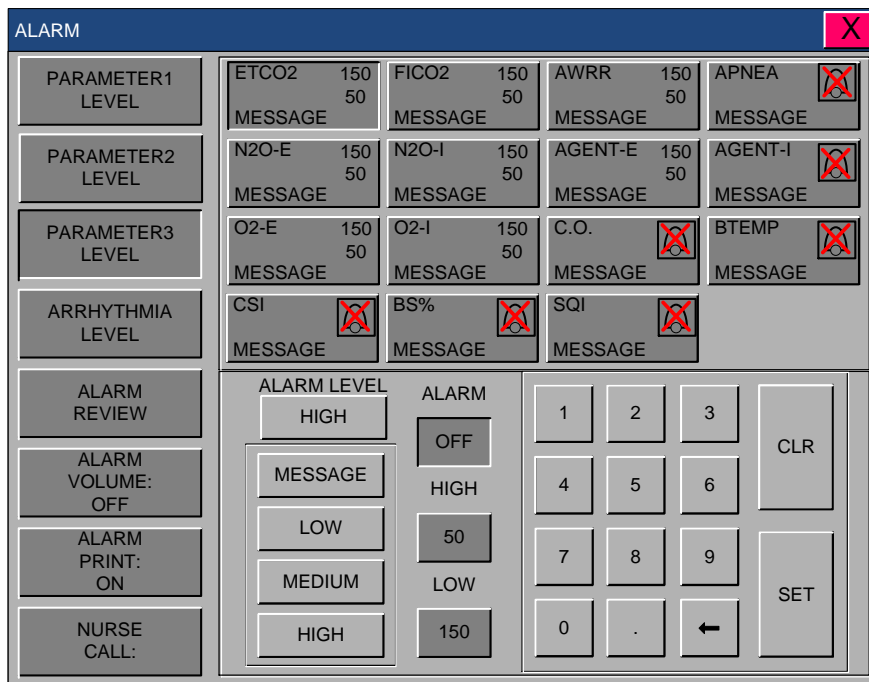 ALARM X
PARAMETER1
LEVEL
PARAMETER2
LEVEL
PARAMETER3
LEVEL
ARRHYTHMIA
LEVEL
ALARM
REVIEW
ALARM
VOLUME:
OFF
ALARM
PRINT:
ON
NURSE
CALL:
ETCO2 150
50
MESSAGE
FICO2 150
50
MESSAGE
AWRR 150
50
MESSAGE
APNEA
MESSAGE
N2O-E 150
50
MESSAGE
N2O-I 150
50
MESSAGE
AGENT-E 150
50
MESSAGE
AGENT-I
MESSAGE
O2-E 150
50
MESSAGE
O2-I 150
50
MESSAGE
C.O.
MESSAGE
BTEMP
MESSAGE
CSI
MESSAGE
BS%
MESSAGE
SQI
MESSAGE
ALARM LEVEL
HIGH
MESSAGE
LOW
MEDIUM
HIGH
ALARM
OFF
HIGH
50
LOW
150
1 2 3
4 5 6
7 8 9
0 . ←
CLR
SET